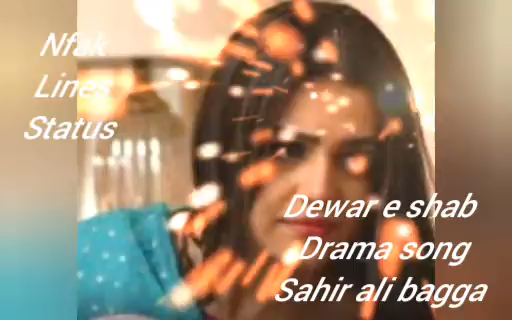 Nfak
Lines
Status
Dewar e shab
Drama song
Sahir ali bagga